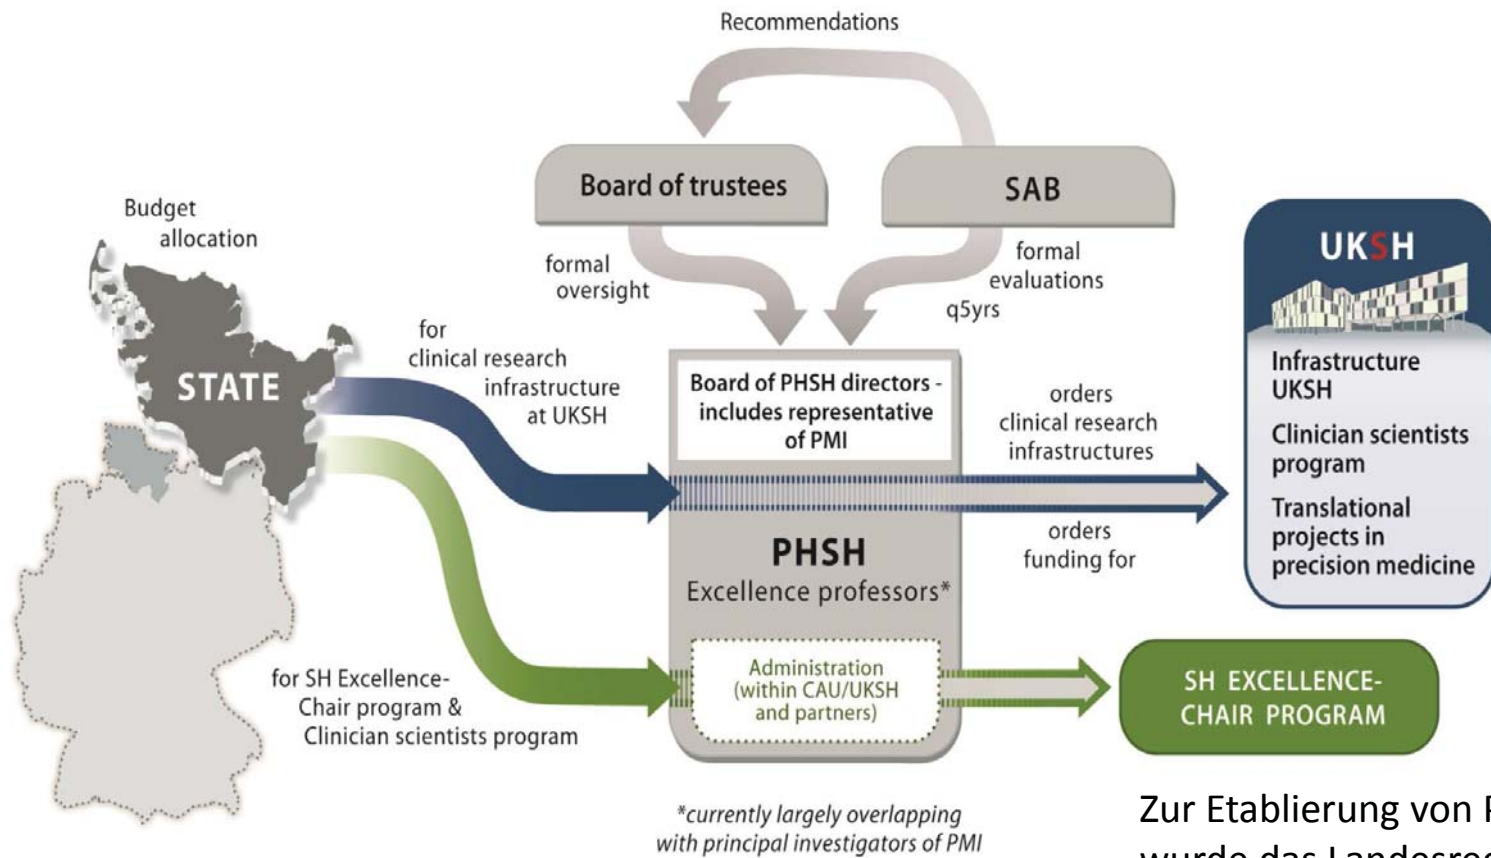 Recommendations
Board of trustees
SAB
Budget
allocation
formal
oversight
formal
evaluations
q5yrs
UKSH
STATE
for
clinical research
infrastructure
at UKSH
Board of PHSH directors -
includes representative
of PMI
orders
clinical research
infrastructures
Infrastructure
UKSH
Clinician scientists
program
Translational
projects in
precision medicine
orders
funding for
PHSH
Excellence professors*
for SH Excellence-
Chair program &
Clinician scientists program
Administration
(within CAU/UKSH
and partners)
SH EXCELLENCE-
CHAIR PROGRAM
*currently largely overlapping
with principal investigators of PMI
Zur Etablierung von
wurde das